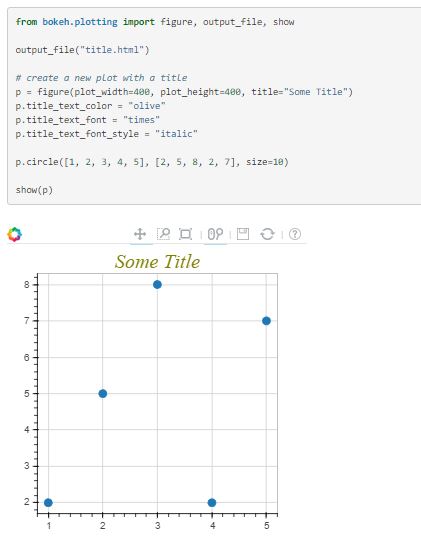 from bokeh.plotting import figure, output_file, show
output_file("title.html")
# create a new plot with a title
p = figure(plot_width=400, plot_height=400, title="Some Title")
p.title_text_color = "olive"
p.title_text_font = "times"
p.title_text_font_style = "italic"
p.circle([1, 2, 3, 4, 5], [2, 5, 8, 2, 7], size=10)
show(p)
?
Some Title
8
7
6
5
4
3
2
1 2 3 4 5